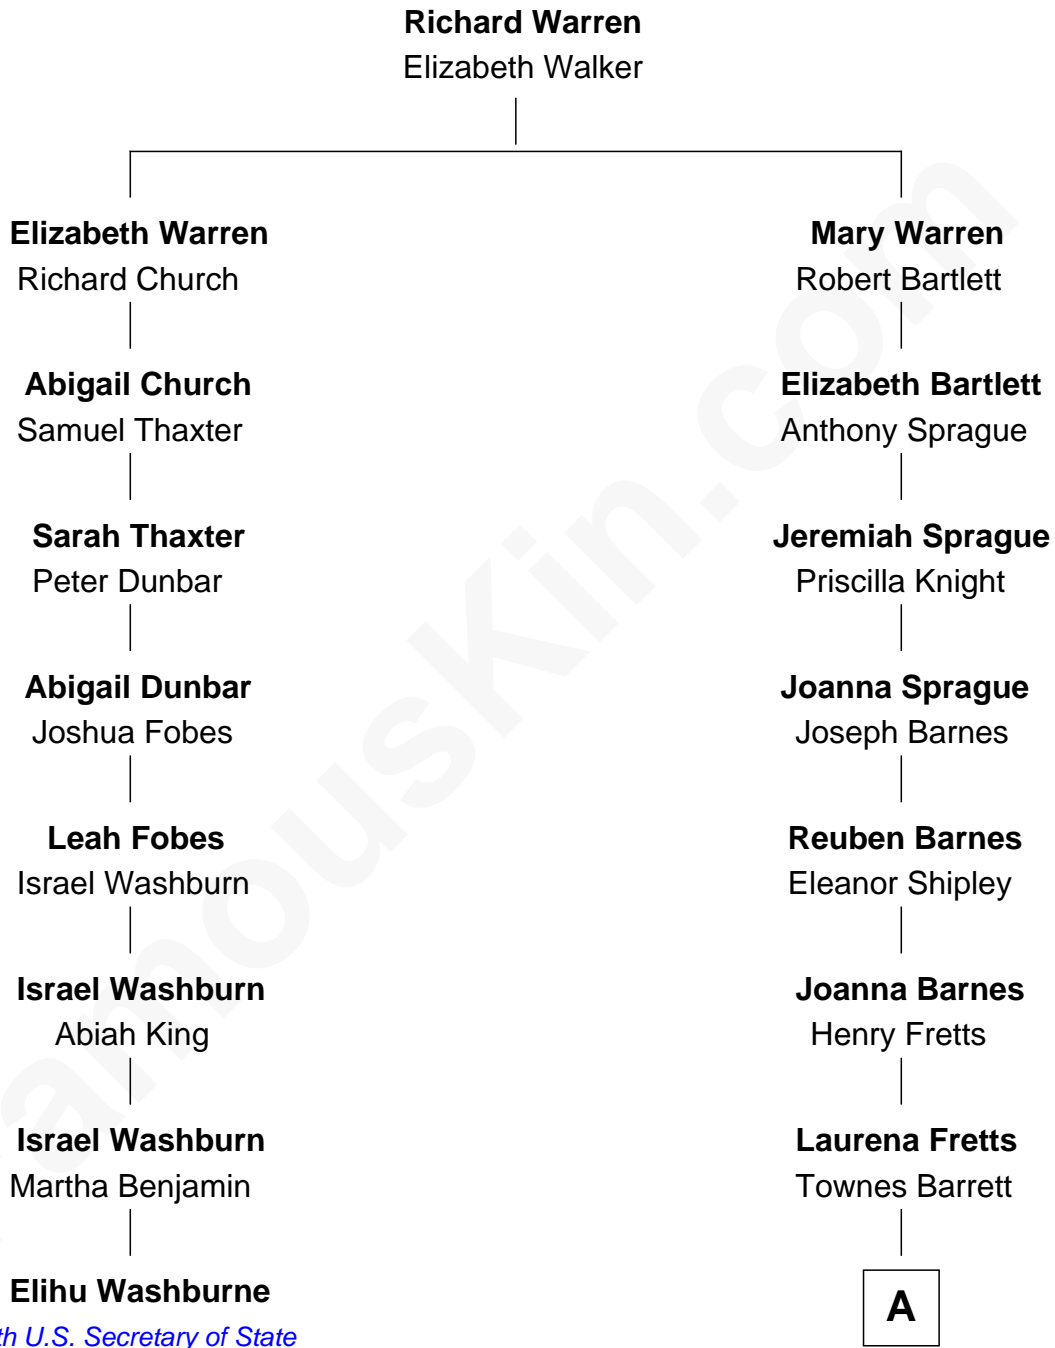 Richard Warren
Elizabeth Walker
Elizabeth Warren
Richard Church
Mary Warren
Robert Bartlett
Abigail Church
Samuel Thaxter
Elizabeth Bartlett
Anthony Sprague
Sarah Thaxter
Peter Dunbar
Jeremiah Sprague
Priscilla Knight
Abigail Dunbar
Joshua Fobes
Joanna Sprague
Joseph Barnes
Leah Fobes
Israel Washburn
Reuben Barnes
Eleanor Shipley
Israel Washburn
Abiah King
Joanna Barnes
Henry Fretts
Israel Washburn
Martha Benjamin
Laurena Fretts
Townes Barrett
Elihu Washburne
th U.S. Secretary of State
A
amouskin.com